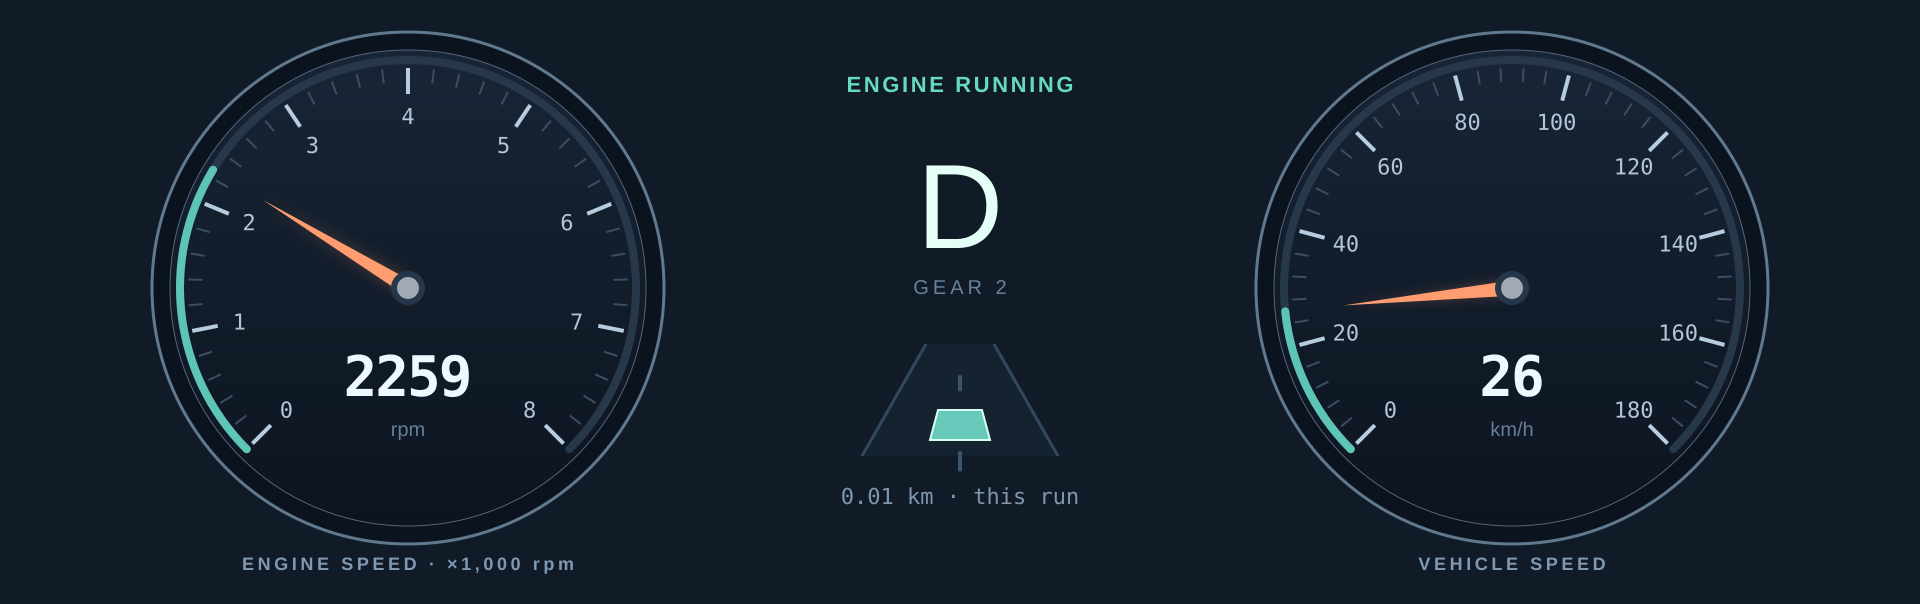 4
3
5
2
6
1
7
0
8
2259
rpm
ENGINE SPEED · ×1,000 rpm
ENGINE RUNNING
D
GEAR 2
0.01 km · this run
80
100
60
120
40
140
20
160
0
180
26
km/h
VEHICLE SPEED